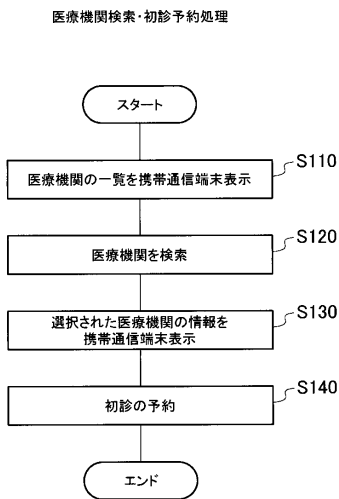 医療機関検索・初診予約処理
スタート
医療機関の一覧を携帯通信端末表示
S110
医療機関を検索
S120
選択された医療機関の情報を
携帯通信端末表示
S130
初診の予約
S140
エンド